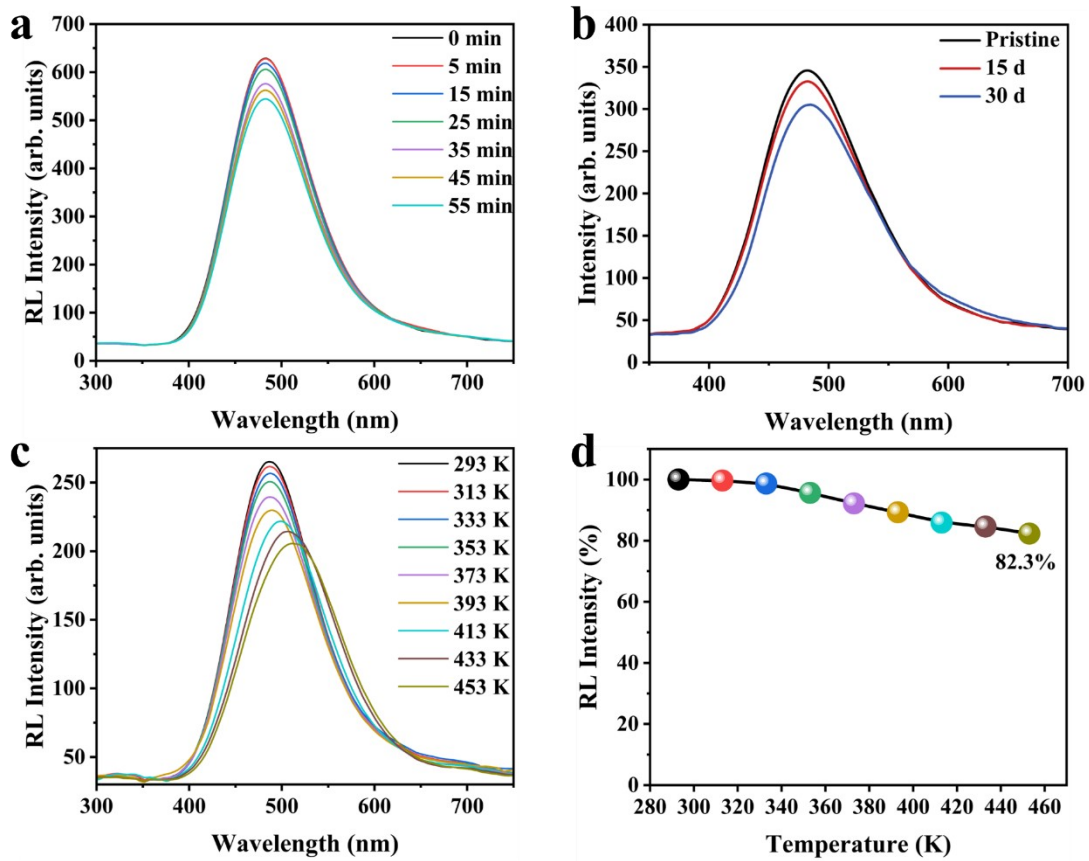 a
700
600
500
400
300
200
100
0
300
400
500
600
700
RL Intensity (arb. units)
Wavelength (nm)
0 min
5 min
15 min
25 min
35 min
45 min
55 min
b
400
350
300
250
200
150
100
50
0
400
500
600
700
Intensity (arb. units)
Wavelength (nm)
Pristine
15 d
30 d
c
250
200
150
100
50
300
400
500
600
700
RL Intensity (arb. units)
Wavelength (nm)
293 K
313 K
333 K
353 K
373 K
393 K
413 K
433 K
453 K
d
100
80
60
40
20
0
280
320
340
360
380
400
420
440
460
RL Intensity (%)
Temperature (K)
82.3%